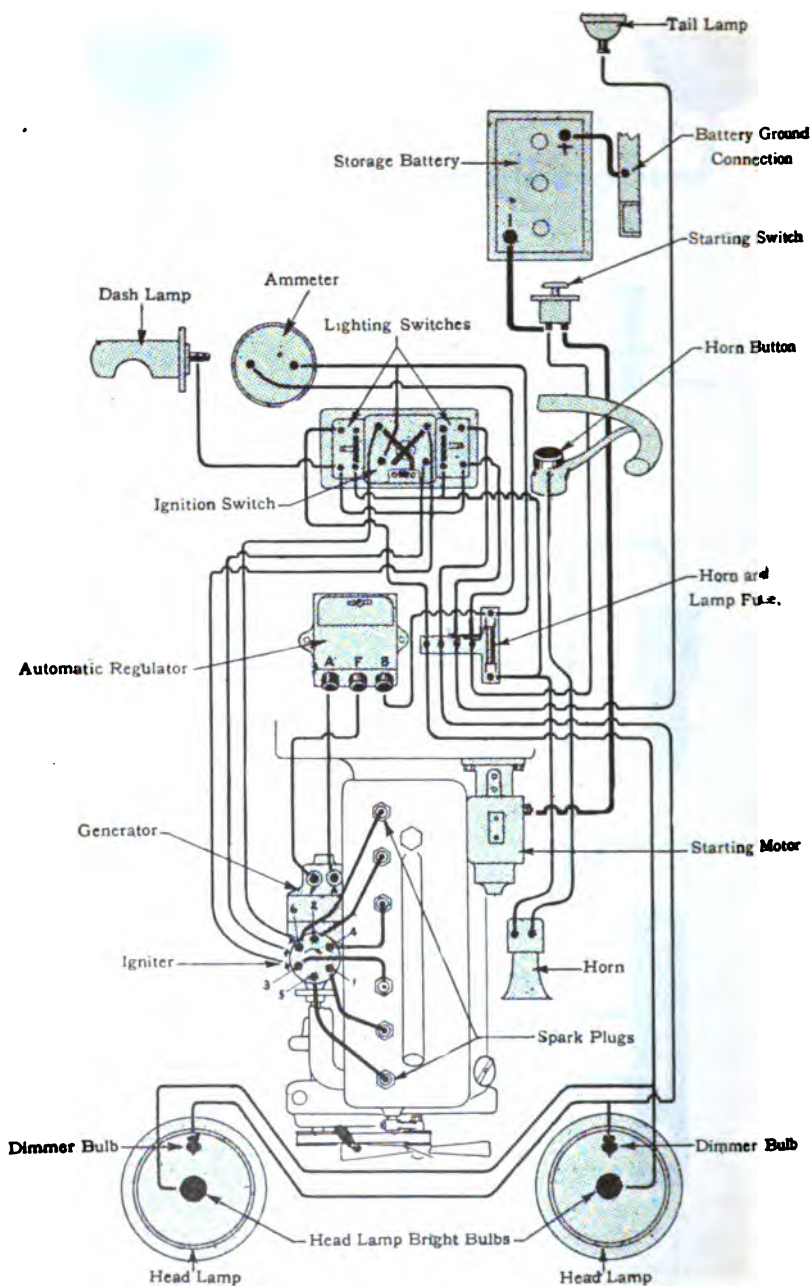 Tail Lamp
Battery Ground
Connection
Storage Battery
+
−
Starting Switch
Ammeter
Dash Lamp
Lighting Switches
Horn Button
Ignition Switch
Horn and
Lamp Fuse.
Automatic Regulator
A F B
Generator
Starting Motor
6
4
Igniter
3
5
1
Horn
Spark Plugs
Dimmer Bulb
Dimmer Bulb
Head Lamp Bright Bulbs
Head Lamp
Head Lamp